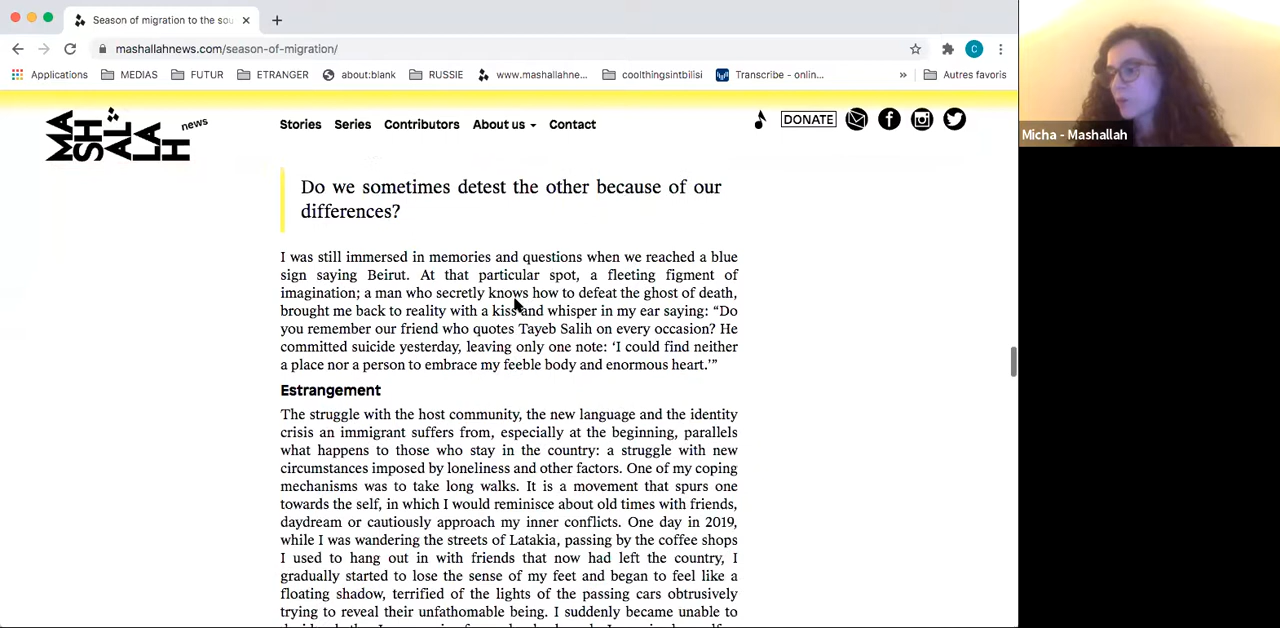 Season of migration to the sou
mashallahnews.com/season-of-migration/
C
Applications
MEDIAS
FUTUR
ETRANGER
about:blank
RUSSIE
www.mashallahne...
coolthingsintbilisi
Transcribe - onlin...
»
Autres favoris
MA
SH
AL
LA
H
news
Stories
Series
Contributors
About us
Contact
DONATE
Micha - Mashallah
Do we sometimes detest the other because of our
differences?
I was still immersed in memories and questions when we reached a blue
sign saying Beirut. At that particular spot, a fleeting figment of
imagination; a man who secretly knows how to defeat the ghost of death,
brought me back to reality with a kiss and whisper in my ear saying: “Do
you remember our friend who quotes Tayeb Salih on every occasion? He
committed suicide yesterday, leaving only one note: ‘I could find neither
a place nor a person to embrace my feeble body and enormous heart.’”
Estrangement
The struggle with the host community, the new language and the identity
crisis an immigrant suffers from, especially at the beginning, parallels
what happens to those who stay in the country: a struggle with new
circumstances imposed by loneliness and other factors. One of my coping
mechanisms was to take long walks. It is a movement that spurs one
towards the self, in which I would reminisce about old times with friends,
daydream or cautiously approach my inner conflicts. One day in 2019,
while I was wandering the streets of Latakia, passing by the coffee shops
I used to hang out in with friends that now had left the country, I
gradually started to lose the sense of my feet and began to feel like a
floating shadow, terrified of the lights of the passing cars obtrusively
trying to reveal their unfathomable being. I suddenly became unable to